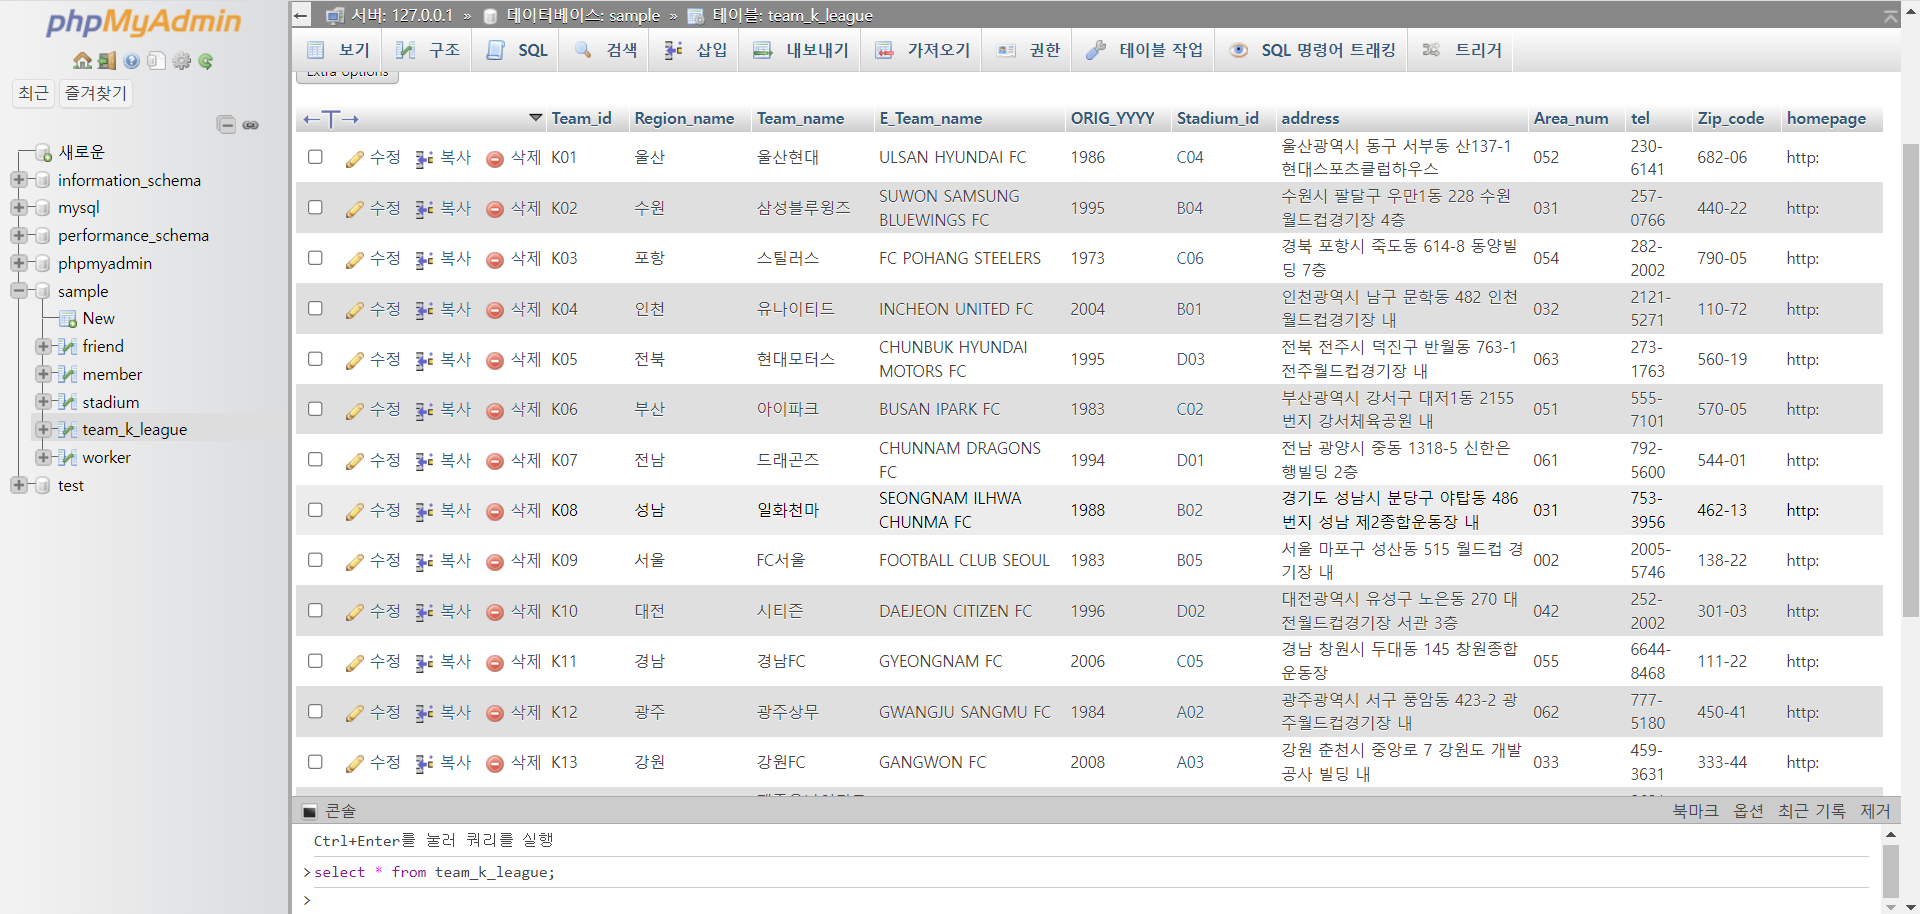 phpMyAdmin
최근 즐겨찾기
새로운
information_schema
mysql
performance_schema
phpmyadmin
sample
New
friend
member
stadium
team_k_league
worker
test
서버: 127.0.0.1 » 데이터베이스: sample » 테이블: team_k_league
보기 구조 SQL 검색 삽입 내보내기 가져오기 권한 테이블 작업 SQL 명령어 트래킹 트리거
Extra options
←T→ Team_id Region_name Team_name E_Team_name ORIG_YYYY Stadium_id address Area_num tel Zip_code homepage
수정 복사 삭제 K01 울산 울산현대 ULSAN HYUNDAI FC 1986 C04 울산광역시 동구 서부동 산137-1 현대스포츠클럽하우스 052 230-6141 682-06 http:
수정 복사 삭제 K02 수원 삼성블루윙즈 SUWON SAMSUNG BLUEWINGS FC 1995 B04 수원시 팔달구 우만1동 228 수원월드컵경기장 4층 031 257-0766 440-22 http:
수정 복사 삭제 K03 포항 스틸러스 FC POHANG STEELERS 1973 C06 경북 포항시 죽도동 614-8 동양빌딩 7층 054 282-2002 790-05 http:
수정 복사 삭제 K04 인천 유나이티드 INCHEON UNITED FC 2004 B01 인천광역시 남구 문학동 482 인천월드컵경기장 내 032 2121-5271 110-72 http:
수정 복사 삭제 K05 전북 현대모터스 CHUNBUK HYUNDAI MOTORS FC 1995 D03 전북 전주시 덕진구 반월동 763-1 전주월드컵경기장 내 063 273-1763 560-19 http:
수정 복사 삭제 K06 부산 아이파크 BUSAN IPARK FC 1983 C02 부산광역시 강서구 대저1동 2155번지 강서체육공원 내 051 555-7101 570-05 http:
수정 복사 삭제 K07 전남 드래곤즈 CHUNNAM DRAGONS FC 1994 D01 전남 광양시 중동 1318-5 신한은행빌딩 2층 061 792-5600 544-01 http:
수정 복사 삭제 K08 성남 일화천마 SEONGNAM ILHWA CHUNMA FC 1988 B02 경기도 성남시 분당구 야탑동 486번지 성남 제2종합운동장 내 031 753-3956 462-13 http:
수정 복사 삭제 K09 서울 FC서울 FOOTBALL CLUB SEOUL 1983 B05 서울 마포구 성산동 515 월드컵 경기장 내 002 2005-5746 138-22 http:
수정 복사 삭제 K10 대전 시티즌 DAEJEON CITIZEN FC 1996 D02 대전광역시 유성구 노은동 270 대전월드컵경기장 서관 3층 042 252-2002 301-03 http:
수정 복사 삭제 K11 경남 경남FC GYEONGNAM FC 2006 C05 경남 창원시 두대동 145 창원종합운동장 055 6644-8468 111-22 http:
수정 복사 삭제 K12 광주 광주상무 GWANGJU SANGMU FC 1984 A02 광주광역시 서구 풍암동 423-2 광주월드컵경기장 내 062 777-5180 450-41 http:
수정 복사 삭제 K13 강원 강원FC GANGWON FC 2008 A03 강원 춘천시 중앙로 7 강원도 개발공사 빌딩 내 033 459-3631 333-44 http:
콘솔 북마크 옵션 최근 기록 제거
Ctrl+Enter를 눌러 쿼리를 실행
>select * from team_k_league;
>